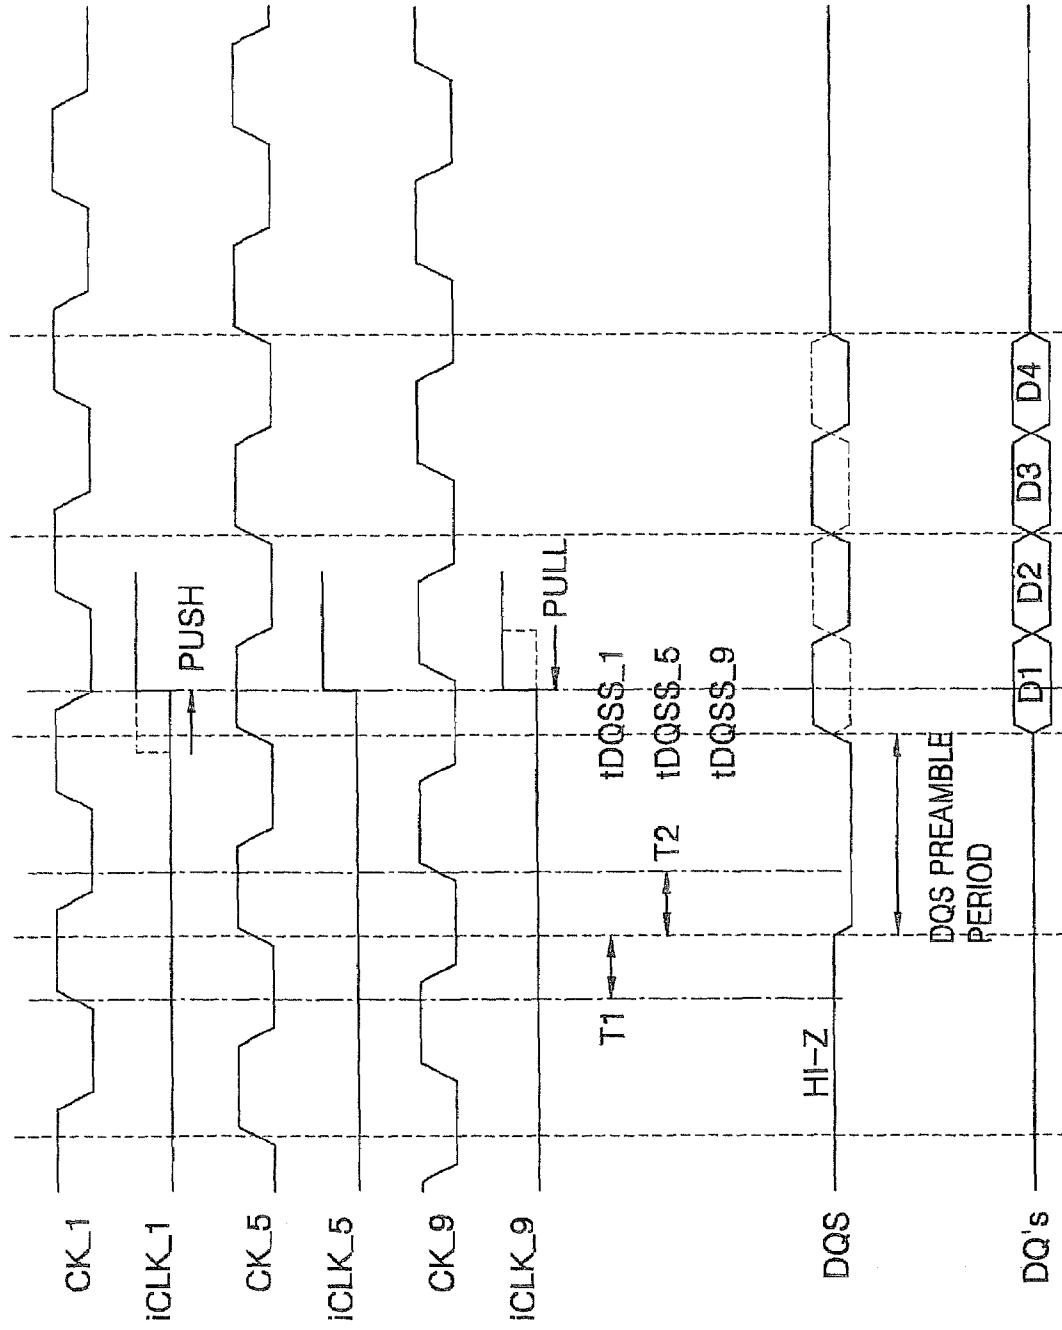 CK_1
iCLK_1
PUSH
CK_5
iCLK_5
CK_9
iCLK_9
PULL
T1
T2
tDQSS_1
tDQSS_5
tDQSS_9
DQS
HI-Z
DQS PREAMBLE
PERIOD
DQ's
D1
D2
D3
D4